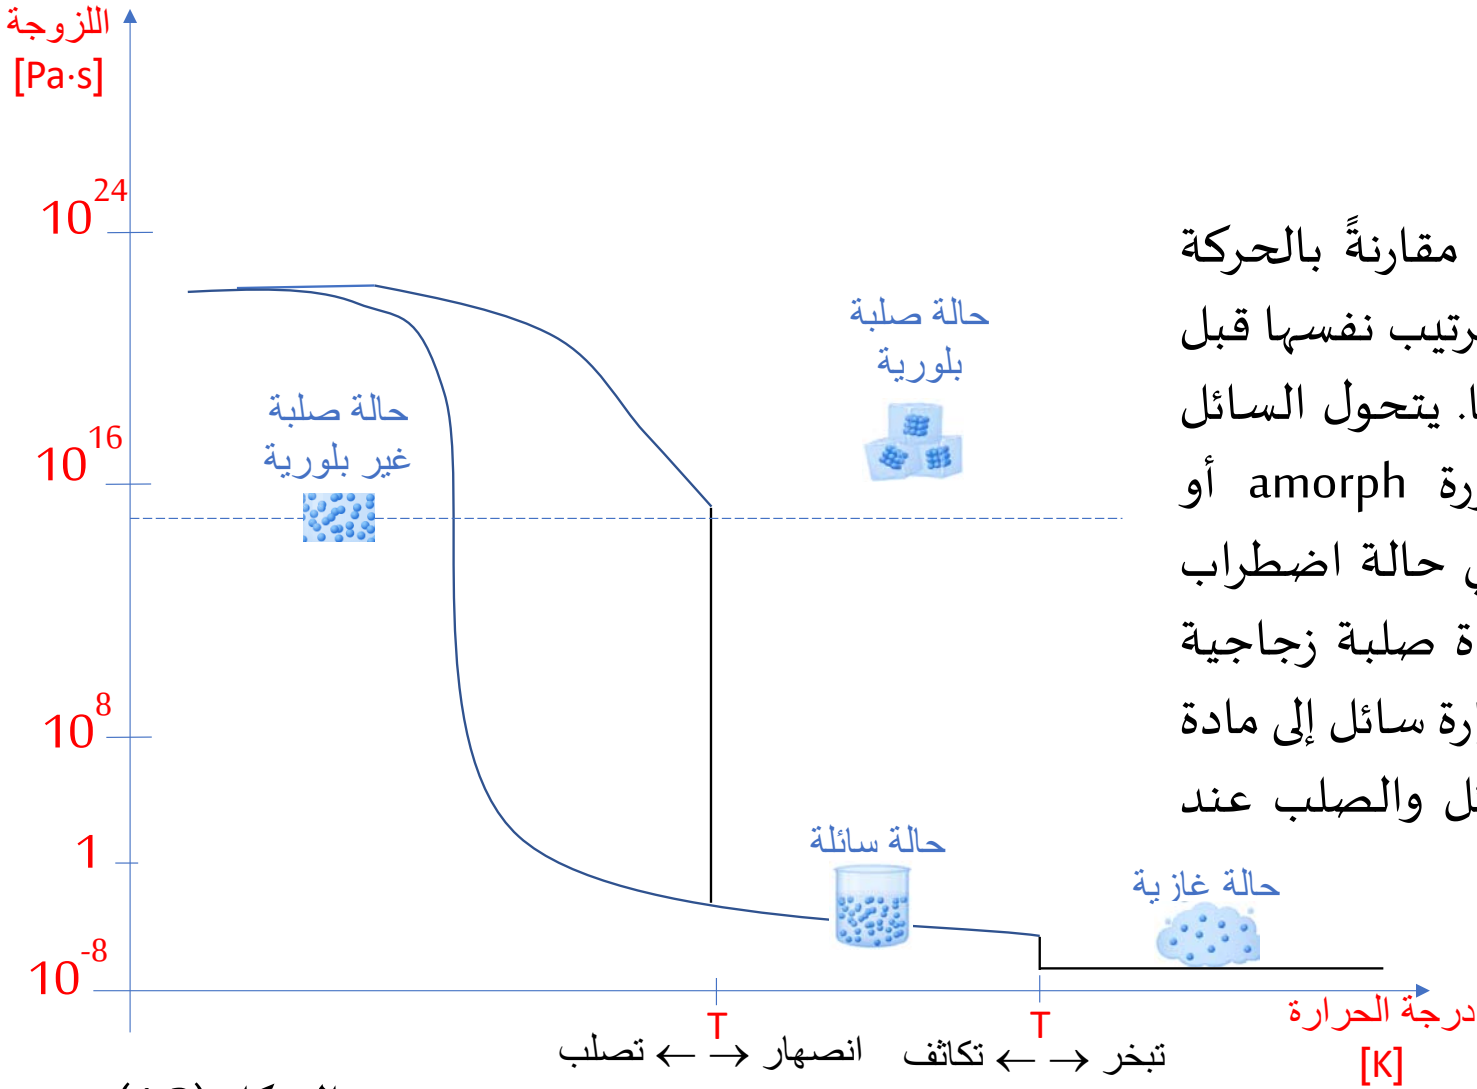 اللزوجة
[Pa·s]
10^24
10^16
10^8
1
10^-8
حالة صلبة
بلورية
حالة صلبة
غير بلورية
حالة سائلة
حالة غازية
T
T
انصهار → ← تصلب
تبخر → ← تكاثف
درجة الحرارة
[K]
مقارنةً بالحركة
نفسها قبل
يتحول السائل
amorph أو
حالة اضطراب
صلبة زجاجية
سائل إلى مادة
والصلب عند